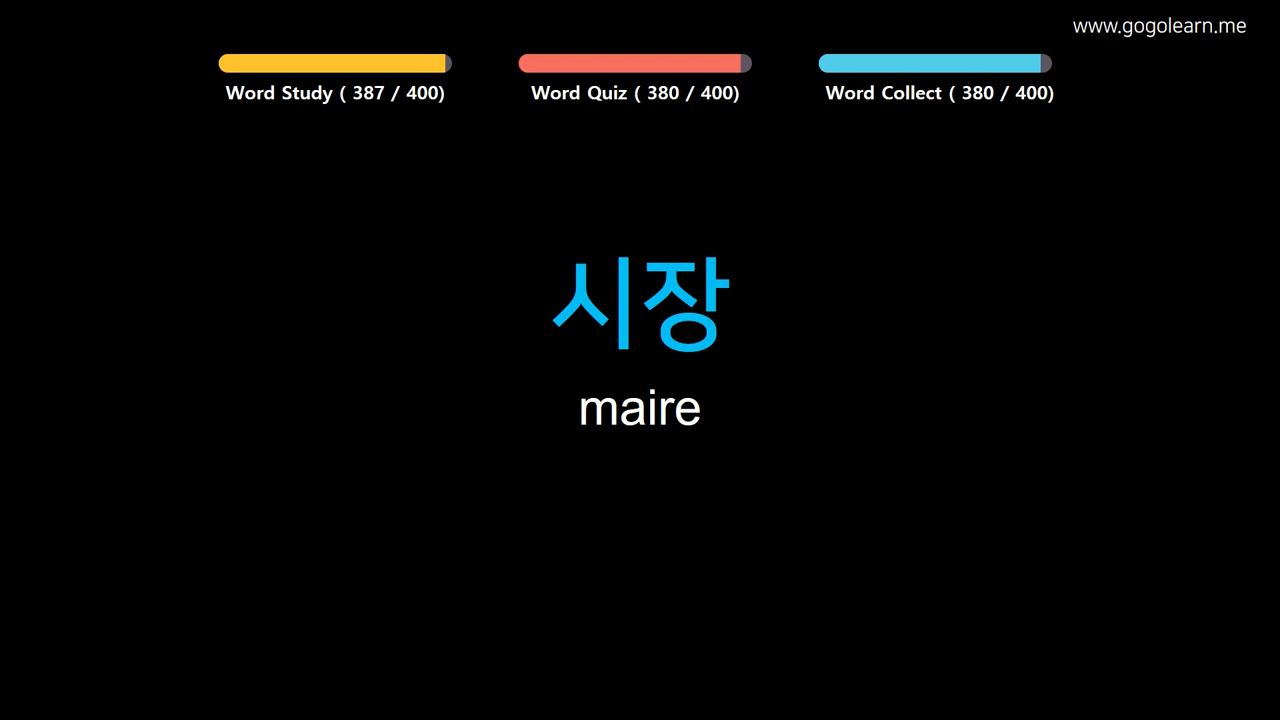 www.gogolearn.me
Word Study ( 387 / 400)
Word Quiz ( 380 / 400)
Word Collect ( 380 / 400)
시장
maire